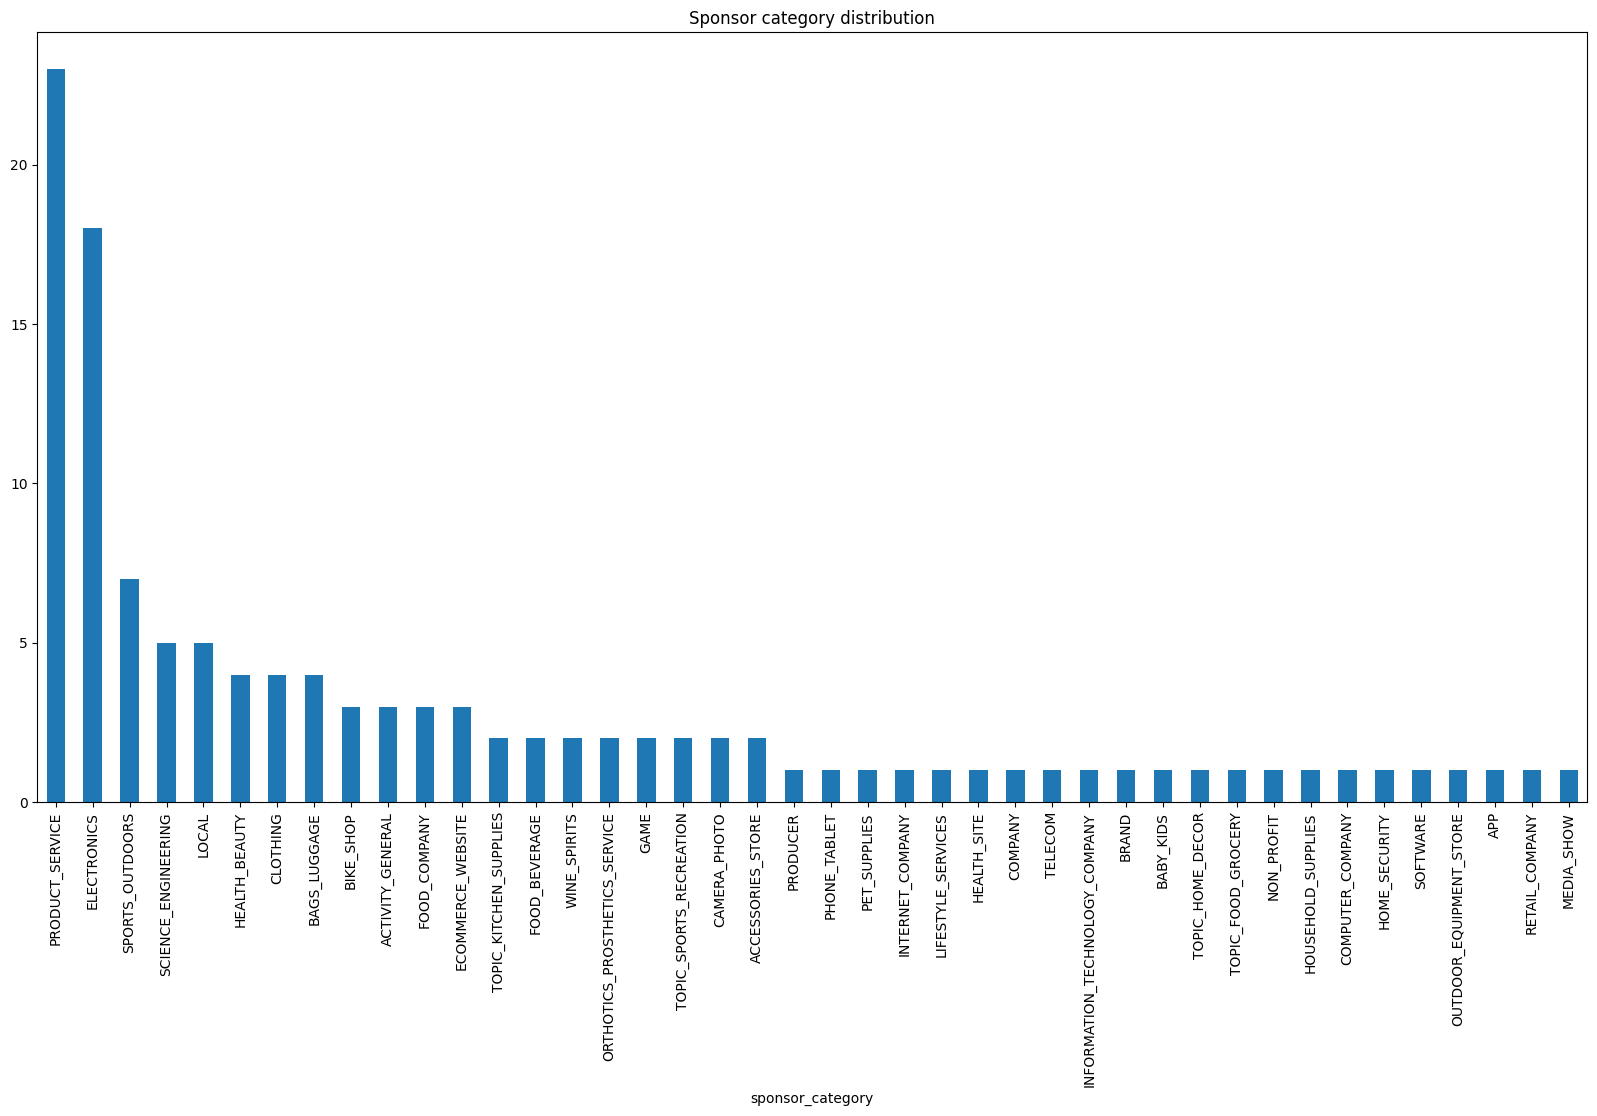 Sponsor category distribution
20
15
10
5
0
PRODUCT_SERVICE
ELECTRONICS
SPORTS_OUTDOORS
SCIENCE_ENGINEERING
LOCAL
HEALTH_BEAUTY
CLOTHING
BAGS_LUGGAGE
BIKE_SHOP
ACTIVITY_GENERAL
FOOD_COMPANY
ECOMMERCE_WEBSITE
TOPIC_KITCHEN_SUPPLIES
FOOD_BEVERAGE
WINE_SPIRITS
ORTHOTICS_PROSTHETICS_SERVICE
GAME
TOPIC_SPORTS_RECREATION
CAMERA_PHOTO
ACCESSORIES_STORE
PRODUCER
PHONE_TABLET
PET_SUPPLIES
INTERNET_COMPANY
LIFESTYLE_SERVICES
HEALTH_SITE
COMPANY
TELECOM
INFORMATION_TECHNOLOGY_COMPANY
BRAND
BABY_KIDS
TOPIC_HOME_DECOR
TOPIC_FOOD_GROCERY
NON_PROFIT
HOUSEHOLD_SUPPLIES
COMPUTER_COMPANY
HOME_SECURITY
SOFTWARE
OUTDOOR_EQUIPMENT_STORE
APP
RETAIL_COMPANY
MEDIA_SHOW
sponsor_category